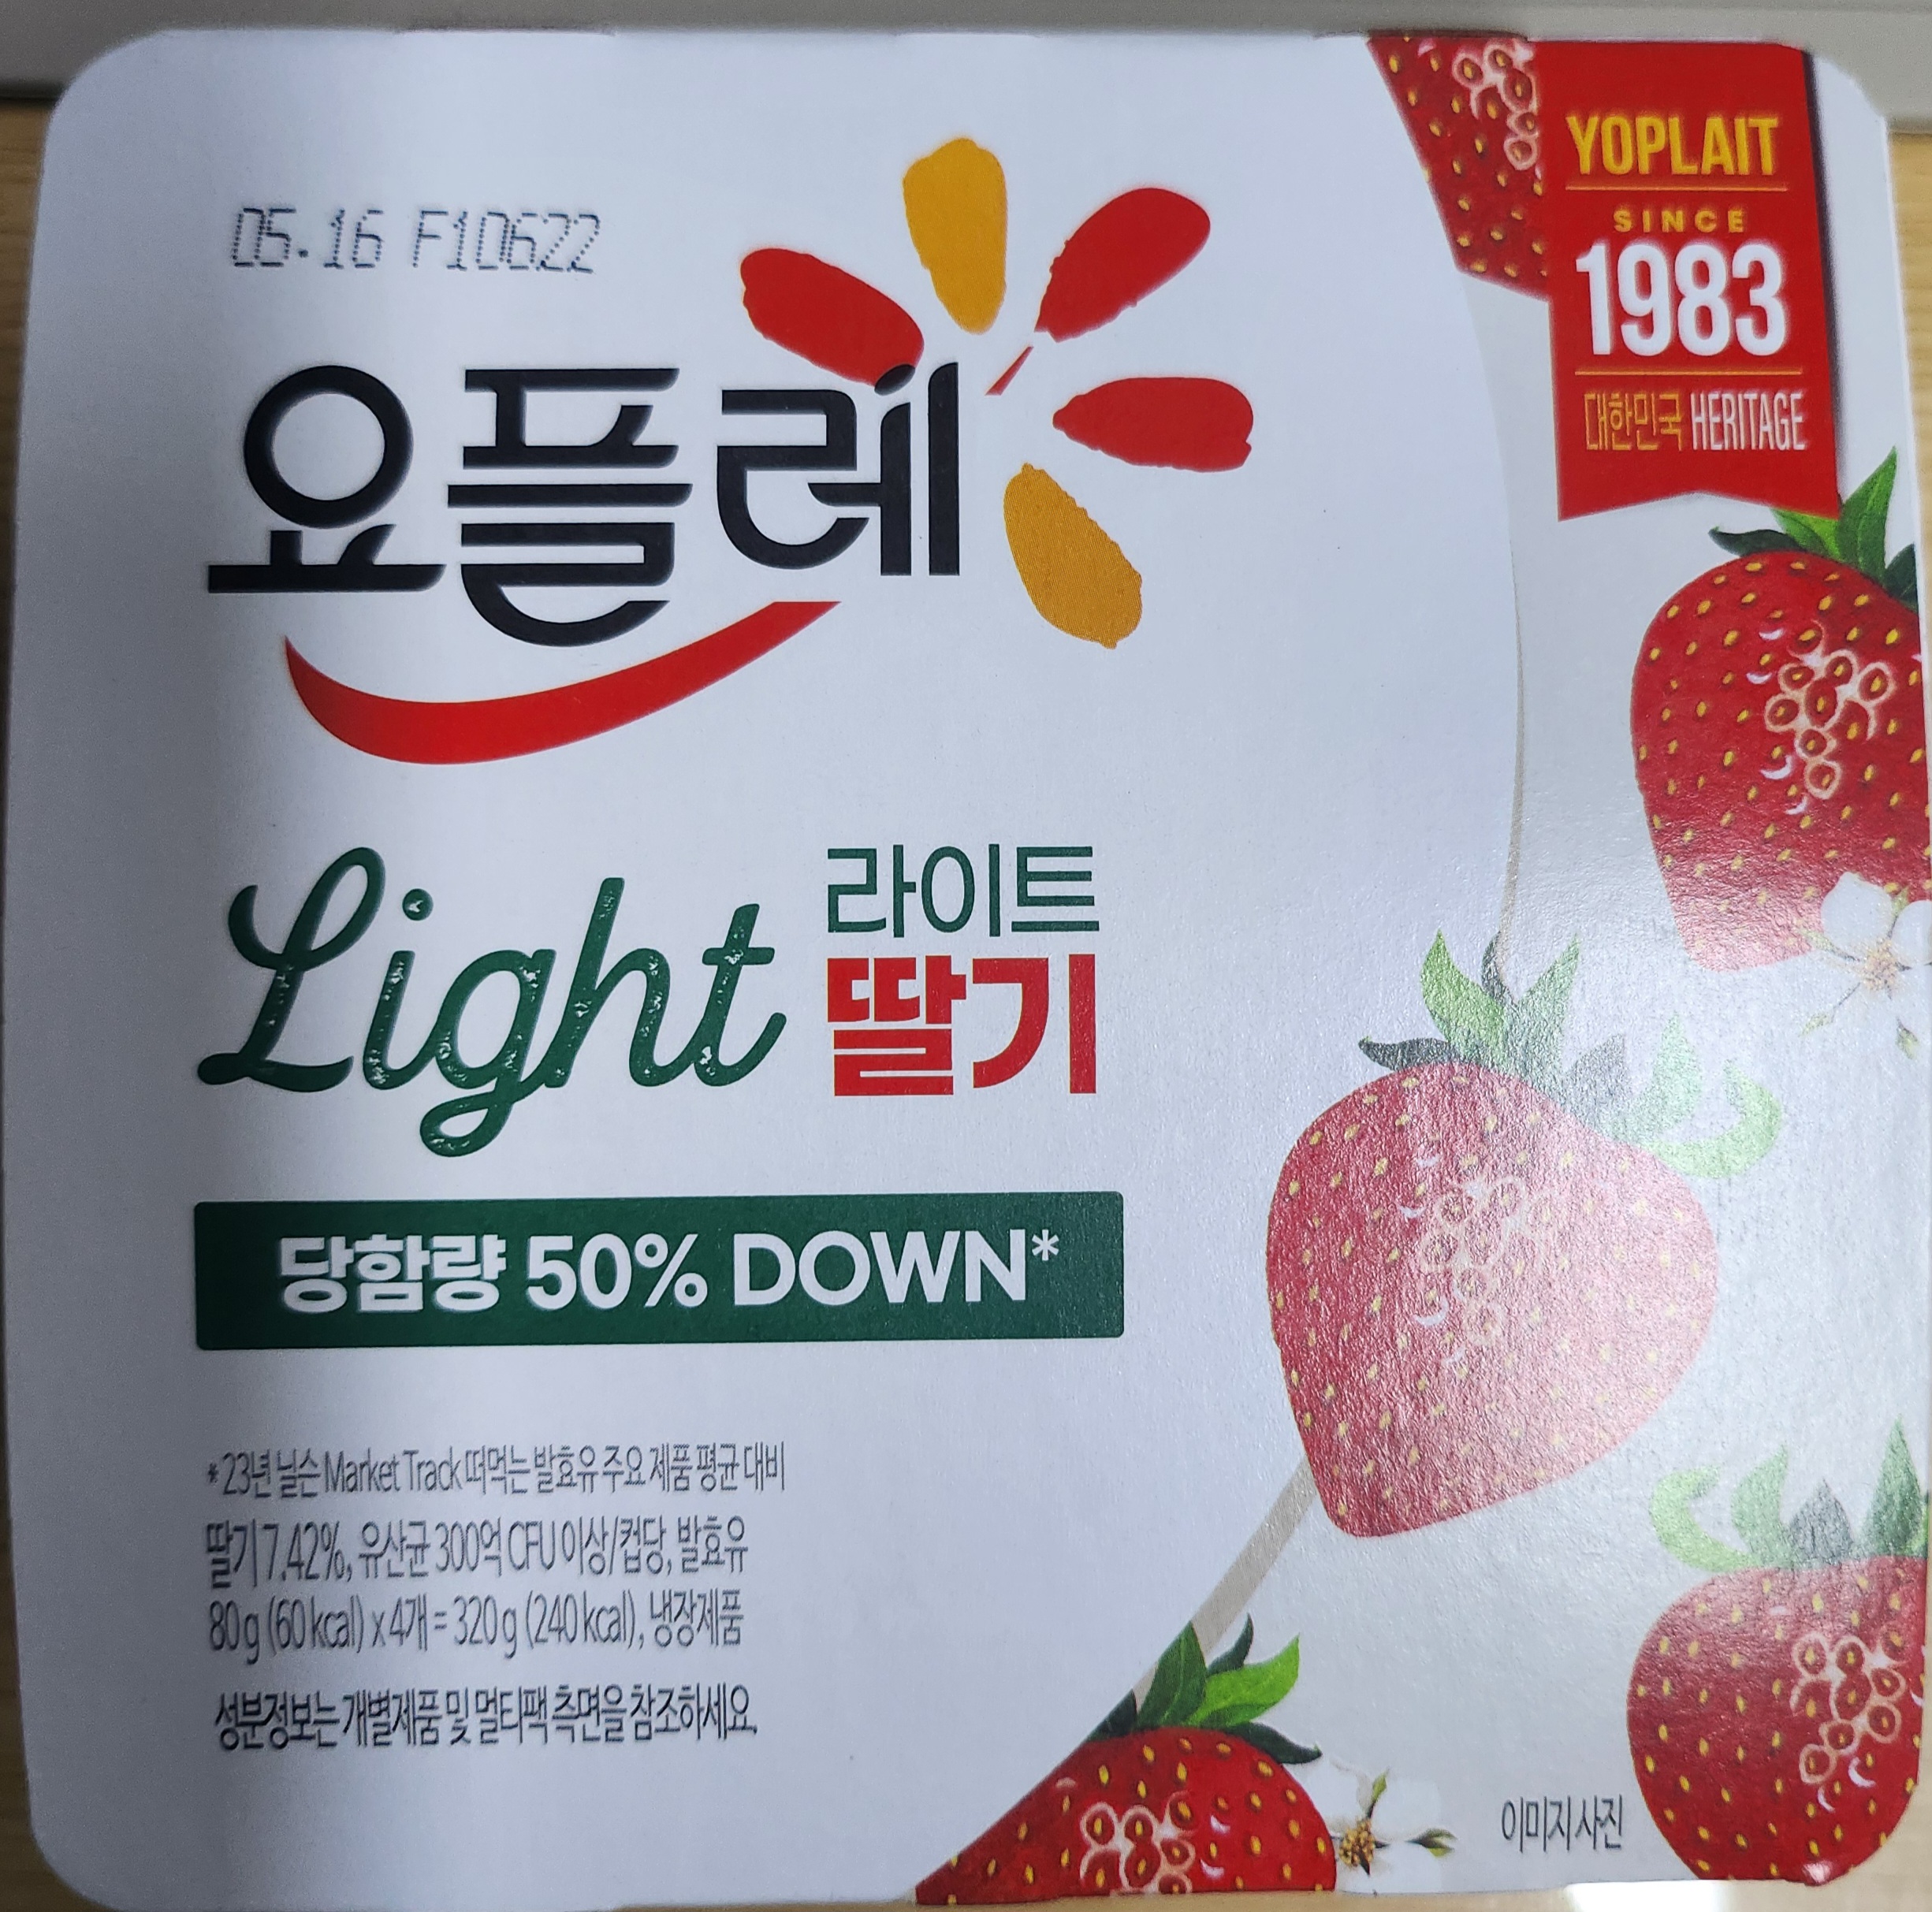 05.16 F10622
요플레
YOPLAIT
SINCE
1983
대한민국 HERITAGE
Light 라이트
딸기
당함량 50% DOWN*
* 23년 닐슨 Market Track 떠먹는 발효유 주요 제품 평균 대비
딸기 7.42%, 유산균 300억 CFU 이상/컵당, 발효유
80 g (60 kcal) x 4개 = 320 g (240 kcal), 냉장제품
성분정보는 개별제품 및 멀티팩 측면을 참조하세요.
이미지 사진